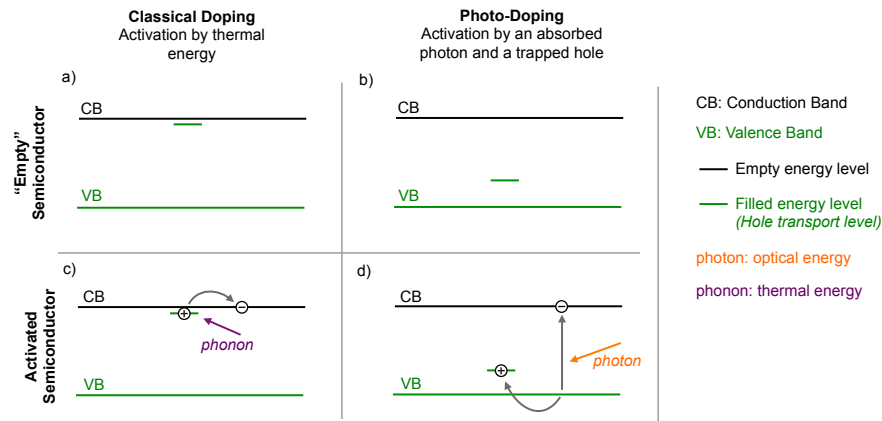 Classical Doping
Activation by thermal
energy
Photo-Doping
Activation by an absorbed
photon and a trapped hole
"Empty"
Semiconductor
a)
CB
VB
b)
CB
VB
Activated
Semiconductor
c)
CB
+
−
phonon
VB
d)
CB
−
photon
+
VB
CB: Conduction Band
VB: Valence Band
Empty energy level
Filled energy level
(Hole transport level)
photon: optical energy
phonon: thermal energy